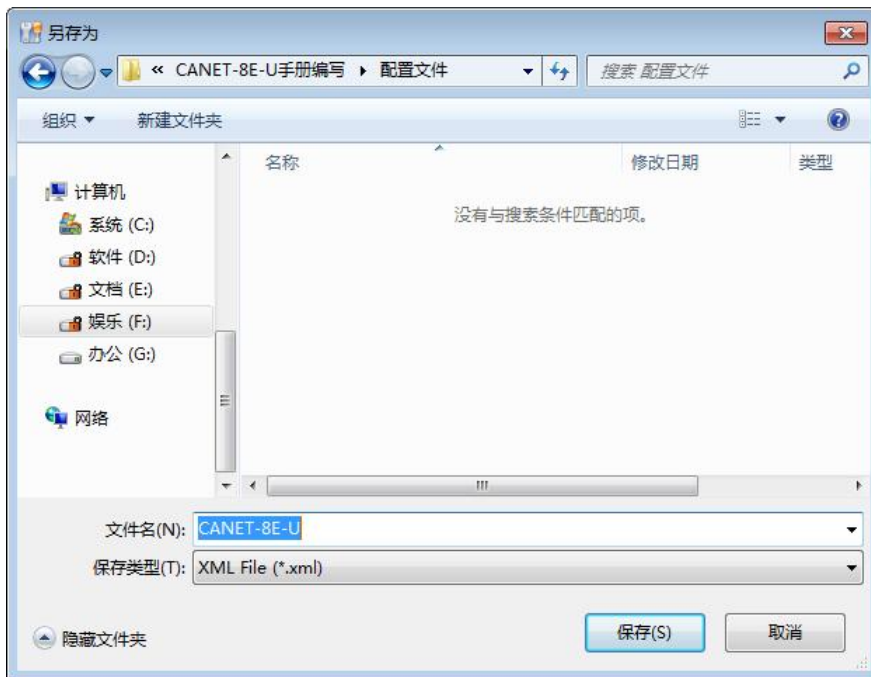 另存为
« CANET-8E-U手册编写 ▸ 配置文件
搜索 配置文件
组织 ▼ 新建文件夹
名称 修改日期 类型
没有与搜索条件匹配的项。
计算机
系统 (C:)
软件 (D:)
文档 (E:)
娱乐 (F:)
办公 (G:)
网络
文件名(N): CANET-8E-U
保存类型(T): XML File (*.xml)
隐藏文件夹 保存(S) 取消